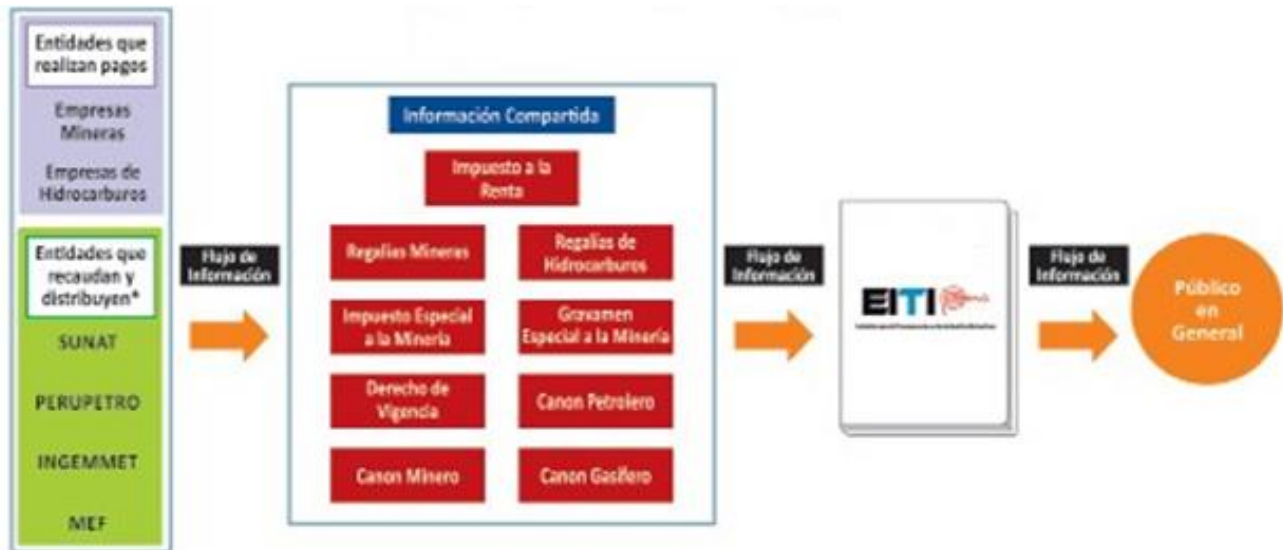 Entidades que
realizan pagos
Empresas
Mineras
Empresas de
Hidrocarburos
Entidades que
recaudan y
distribuyen*
SUNAT
PERUPETRO
INGEMMET
MEF
Flujo de
Información
Información Compartida
Impuesto a la
Renta
Regalías Mineras
Regalías de
Hidrocarburos
Impuesto Especial
a la Minería
Gravamen
Especial a la Minería
Derecho de
Vigencia
Canon Petrolero
Canon Minero
Canon Gasífero
Flujo de
Información
EITI
Flujo de
Información
Público
en
General